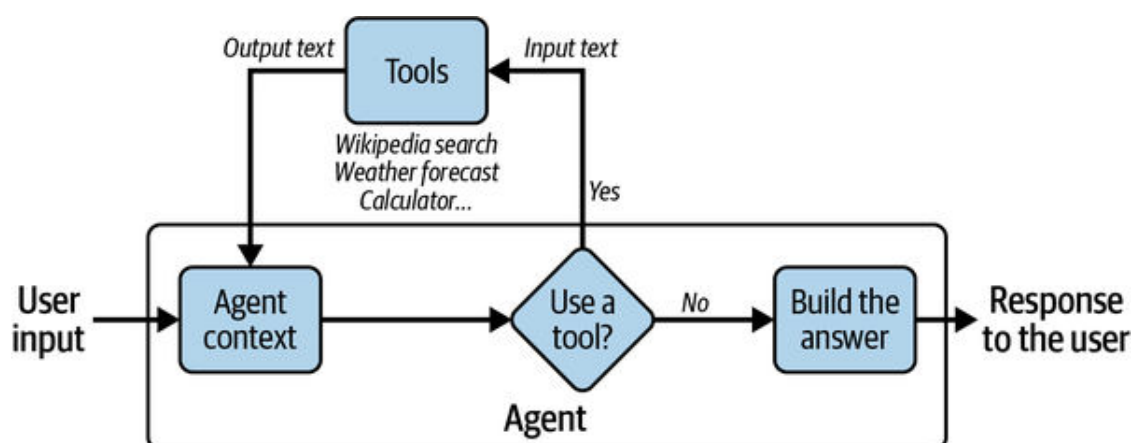 Output text
Tools
Input text
Wikipedia search
Weather forecast
Calculator...
Yes
User
input
Agent
context
Use a
tool?
No
Build the
answer
Response
to the user
Agent